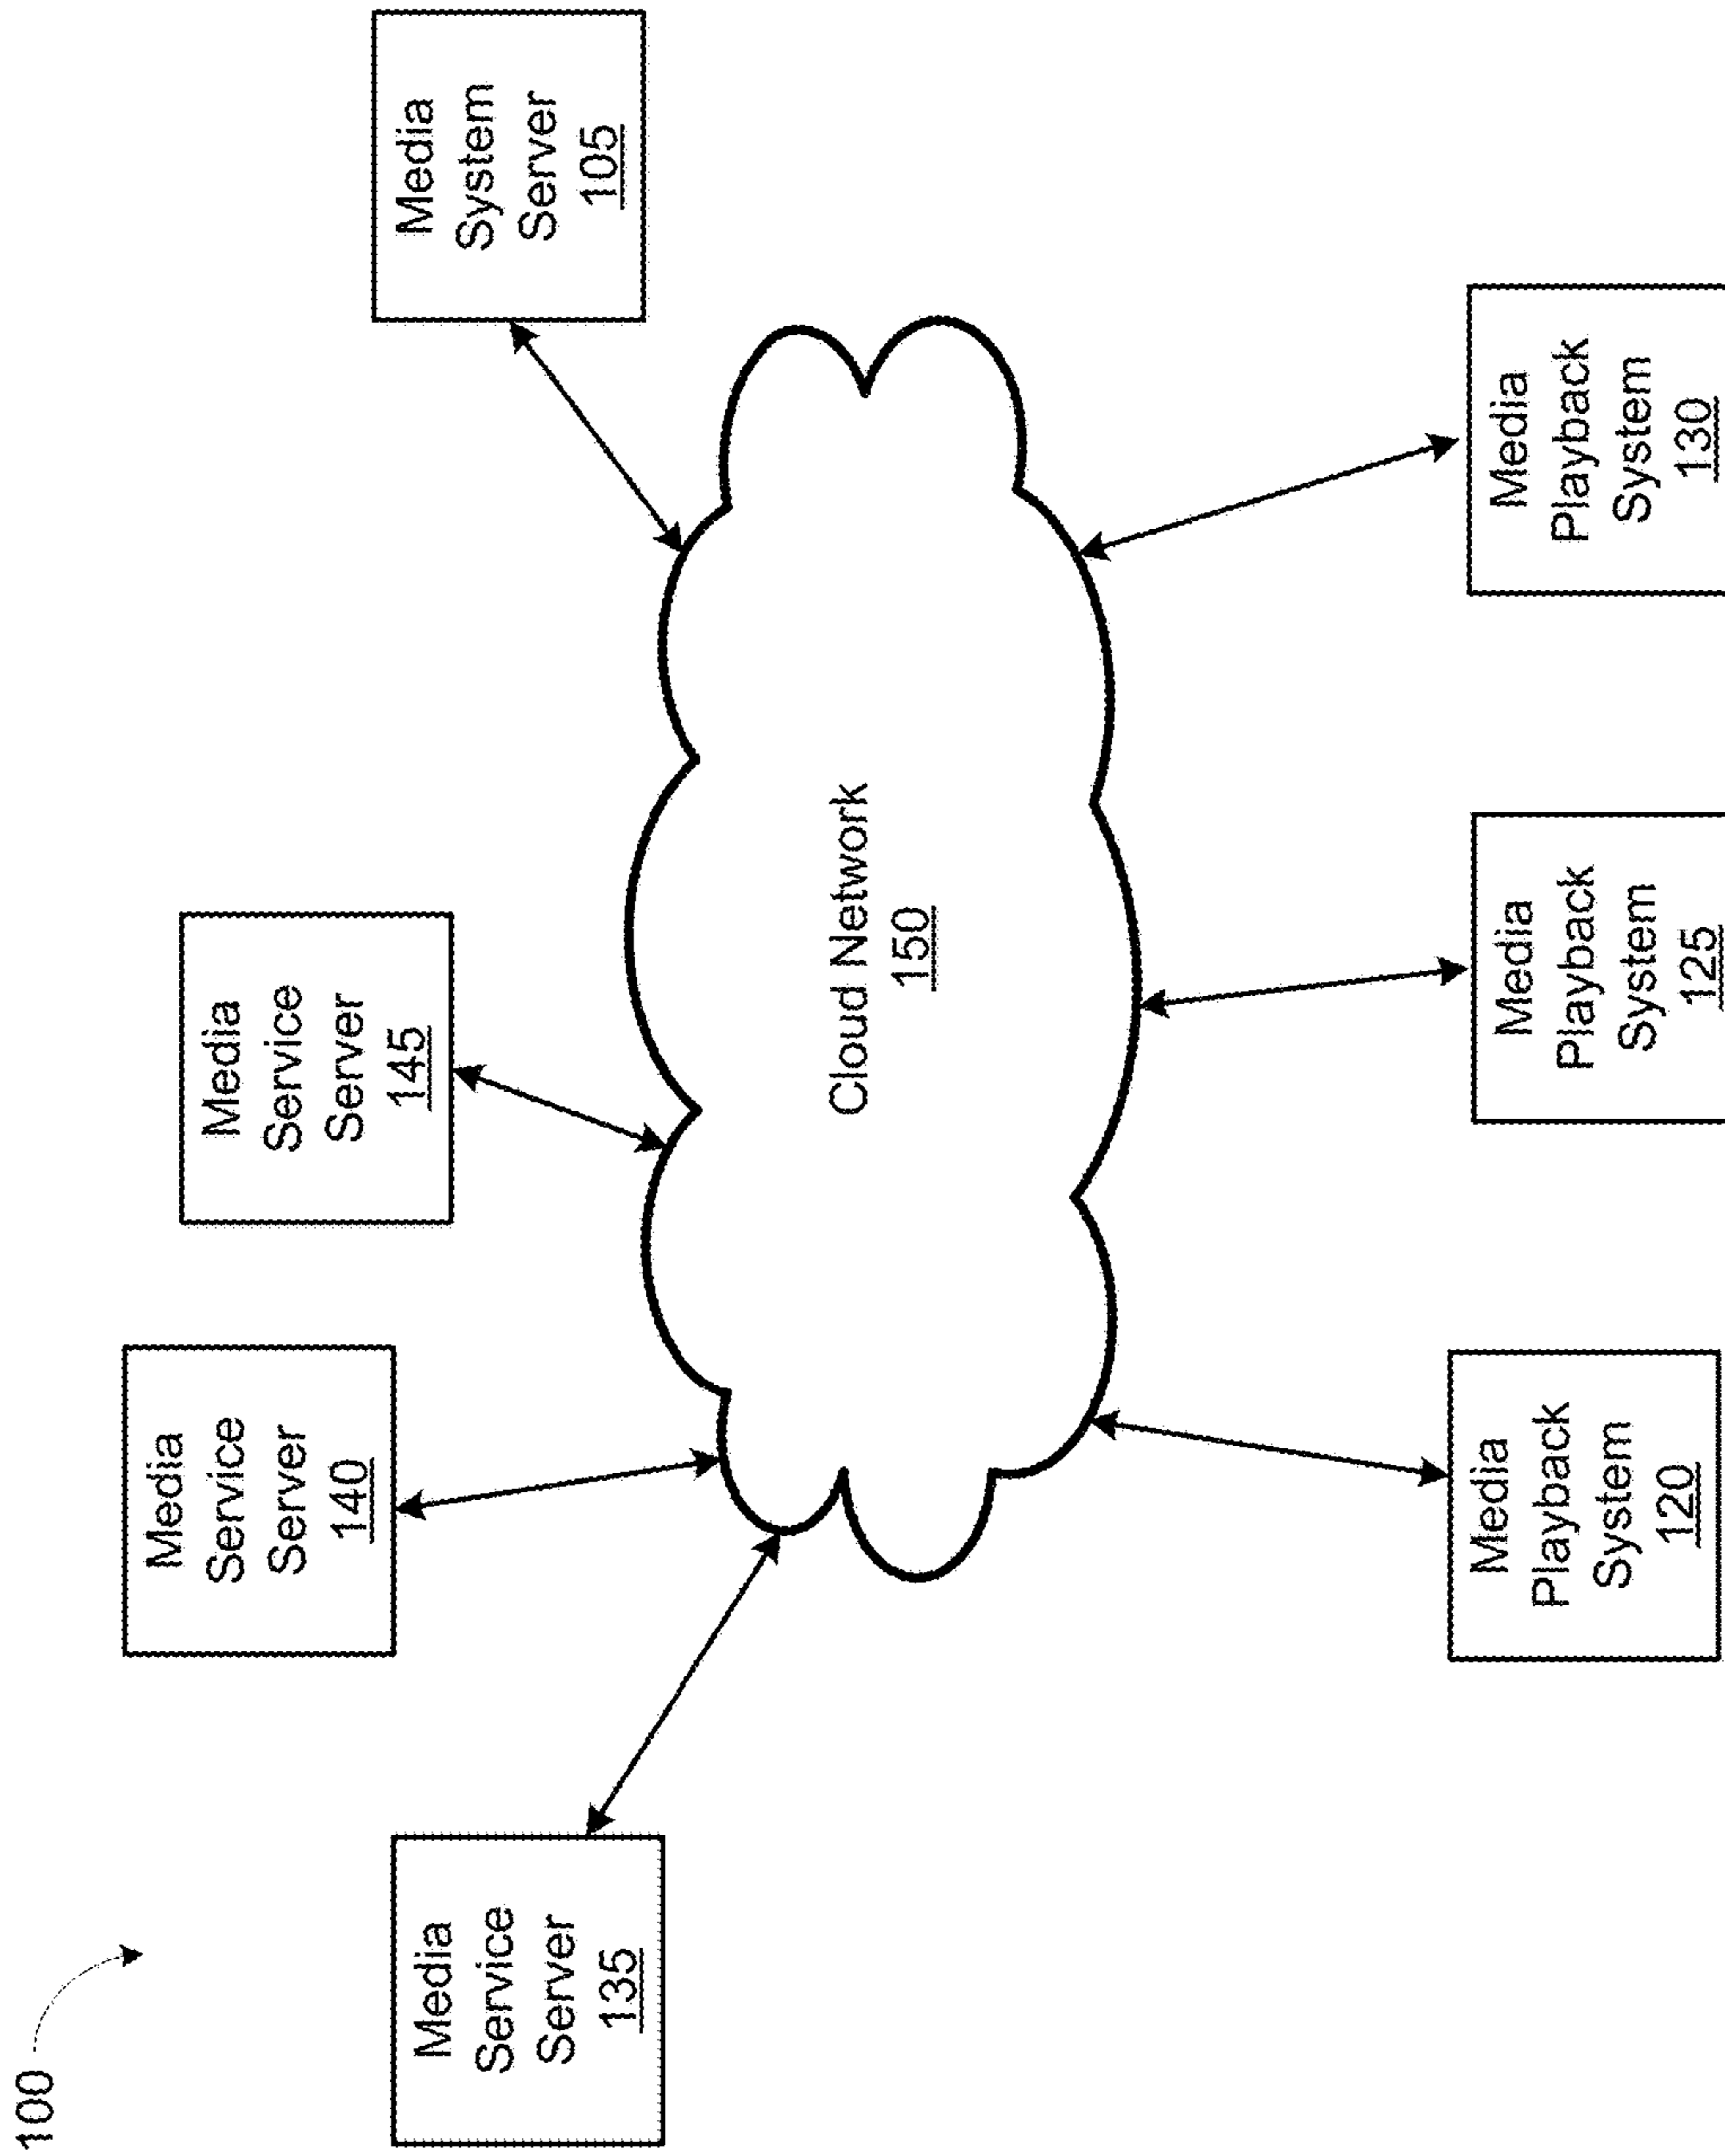 100
Media
Service
Server
135
Media
Service
Server
140
Media
Service
Server
145
Media
System
Server
105
Cloud Network
150
Media
Playback
System
120
Media
Playback
System
125
Media
Playback
System
130